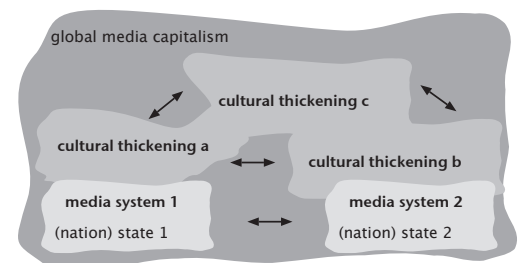 global media capitalism
cultural thickening c
cultural thickening a
cultural thickening b
media system 1
(nation) state 1
media system 2
(nation) state 2